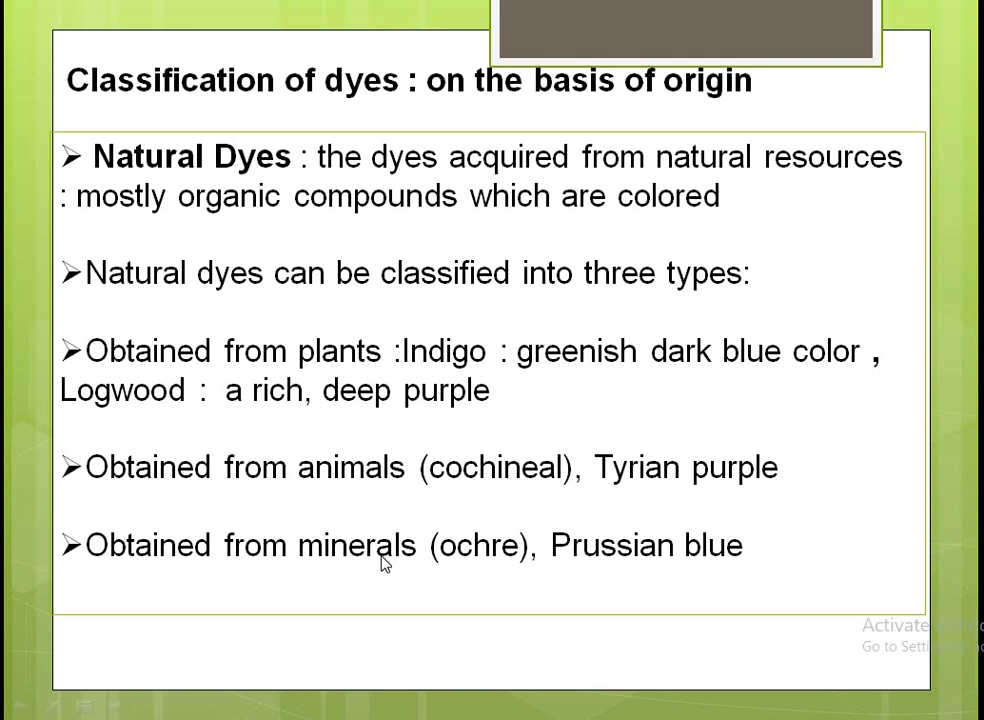 Classification of dyes : on the basis of origin
➢ Natural Dyes : the dyes acquired from natural resources
: mostly organic compounds which are colored
➢Natural dyes can be classified into three types:
➢Obtained from plants :Indigo : greenish dark blue color ,
Logwood : a rich, deep purple
➢Obtained from animals (cochineal), Tyrian purple
➢Obtained from minerals (ochre), Prussian blue
Activate
Go to